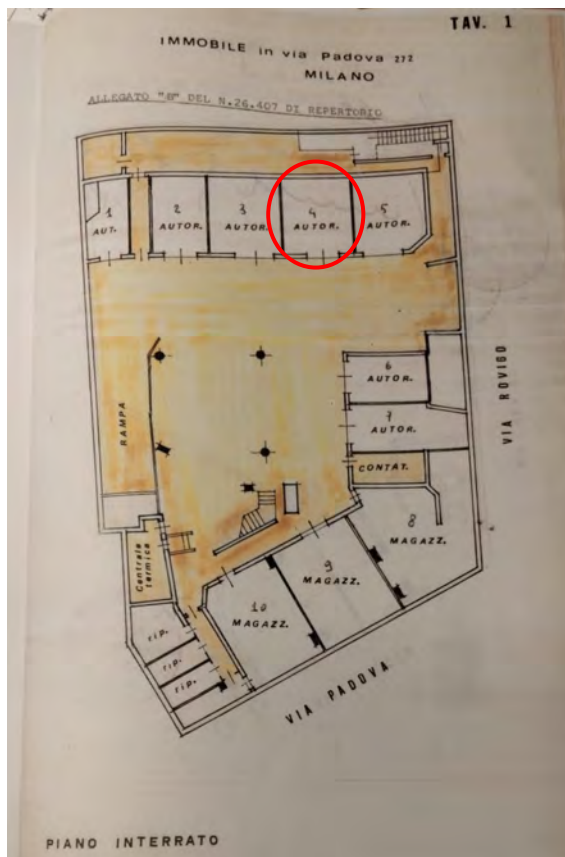 TAV. 1
IMMOBILE in via Padova 272
MILANO
ALLEGATO "B" DEL N.26.407 DI REPERTORIO
1
AUT.
2
AUTOR.
3
AUTOR.
4
AUTOR.
5
AUTOR.
6
AUTOR.
7
AUTOR.
CONTAT.
VIA ROVIGO
RAMPA
8
MAGAZZ.
9
MAGAZZ.
10
MAGAZZ.
Centrale
termica
rip.
rip.
rip.
VIA PADOVA
PIANO INTERRATO